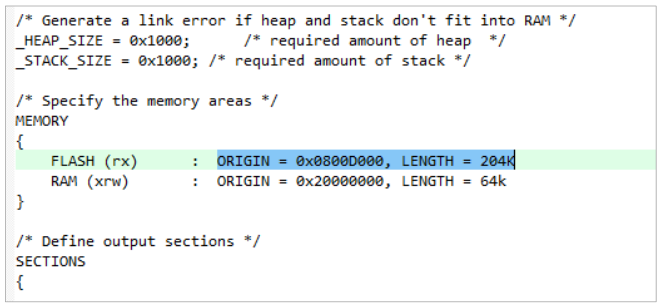 /* Generate a link error if heap and stack don't fit into RAM */
_HEAP_SIZE = 0x1000;      /* required amount of heap  */
_STACK_SIZE = 0x1000; /* required amount of stack */
/* Specify the memory areas */
MEMORY
{
    FLASH (rx)      :  ORIGIN = 0x0800D000, LENGTH = 204K
    RAM (xrw)       :  ORIGIN = 0x20000000, LENGTH = 64k
}
/* Define output sections */
SECTIONS
{